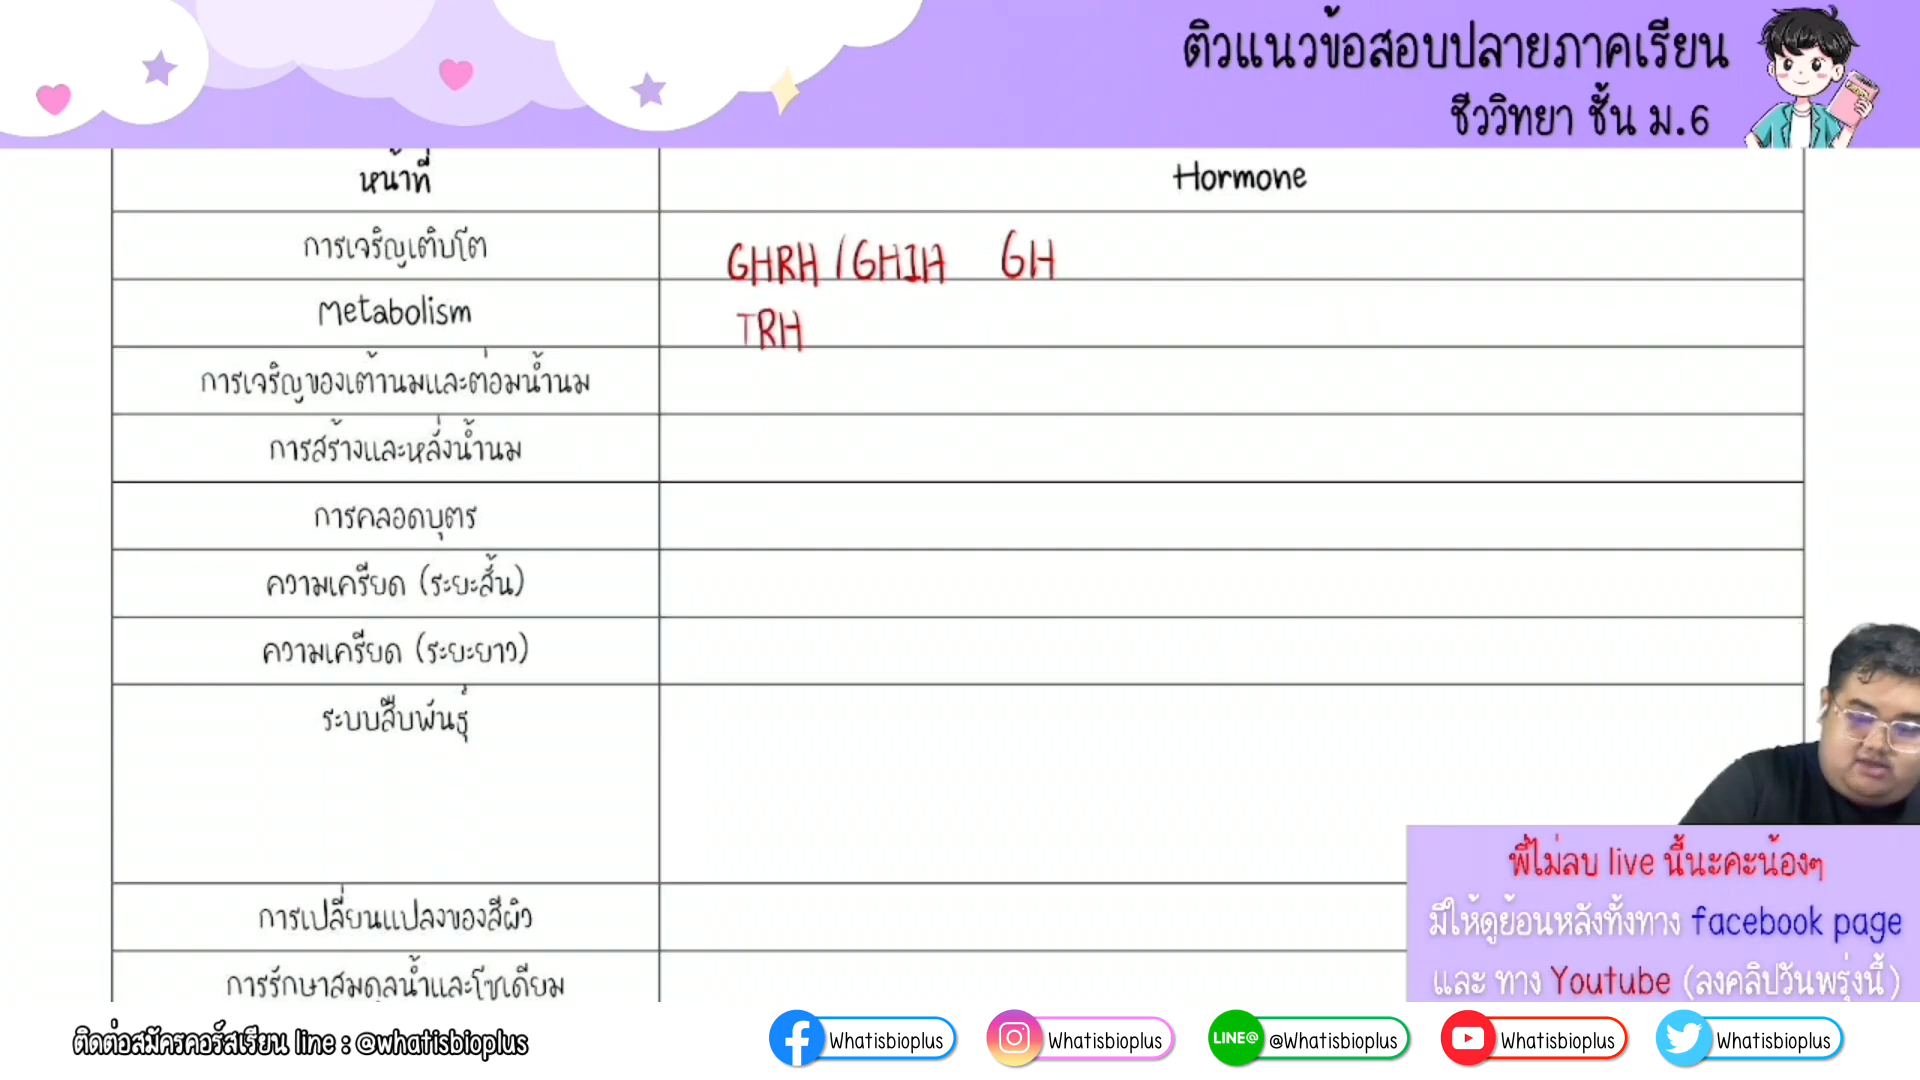 ติวแนวข้อสอบปลายภาคเรียน
ชีววิทยา ชั้น ม.6
หน้าที่
Hormone
การเจริญเติบโต
GHRH / GHIH GH
Metabolism
TRH
การเจริญของเต้านมและต่อมน้ำนม
การสร้างและหลั่งน้ำนม
การคลอดบุตร
ความเครียด (ระยะสั้น)
ความเครียด (ระยะยาว)
ระบบสืบพันธุ์
การเปลี่ยนแปลงของสีผิว
การรักษาสมดุลน้ำและโซเดียม
พี่ไม่ลบ live นี้นะคะน้องๆ
มีให้ดูย้อนหลังทั้งทาง facebook page
และ ทาง Youtube (ลงคลิปวันพรุ่งนี้)
ติดต่อสมัครคอร์สเรียน line : @whatisbioplus
Whatisbioplus
Whatisbioplus
LINE@ @Whatisbioplus
Whatisbioplus
Whatisbioplus